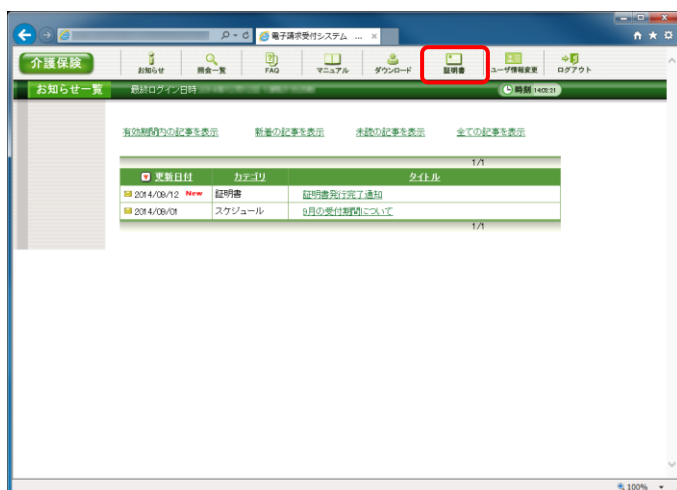 電子請求受付システム ...
介護保険
お知らせ 照会一覧 FAQ マニュアル ダウンロード 証明書 ユーザ情報変更 ログアウト
お知らせ一覧 最終ログイン日時 時刻 14:02:21
有効期間内の記事を表示 新着の記事を表示 未読の記事を表示 全ての記事を表示
1/1
更新日付 カテゴリ タイトル
2014/09/12 New 証明書 証明書発行完了通知
2014/09/01 スケジュール 9月の受付期間について
1/1
100%